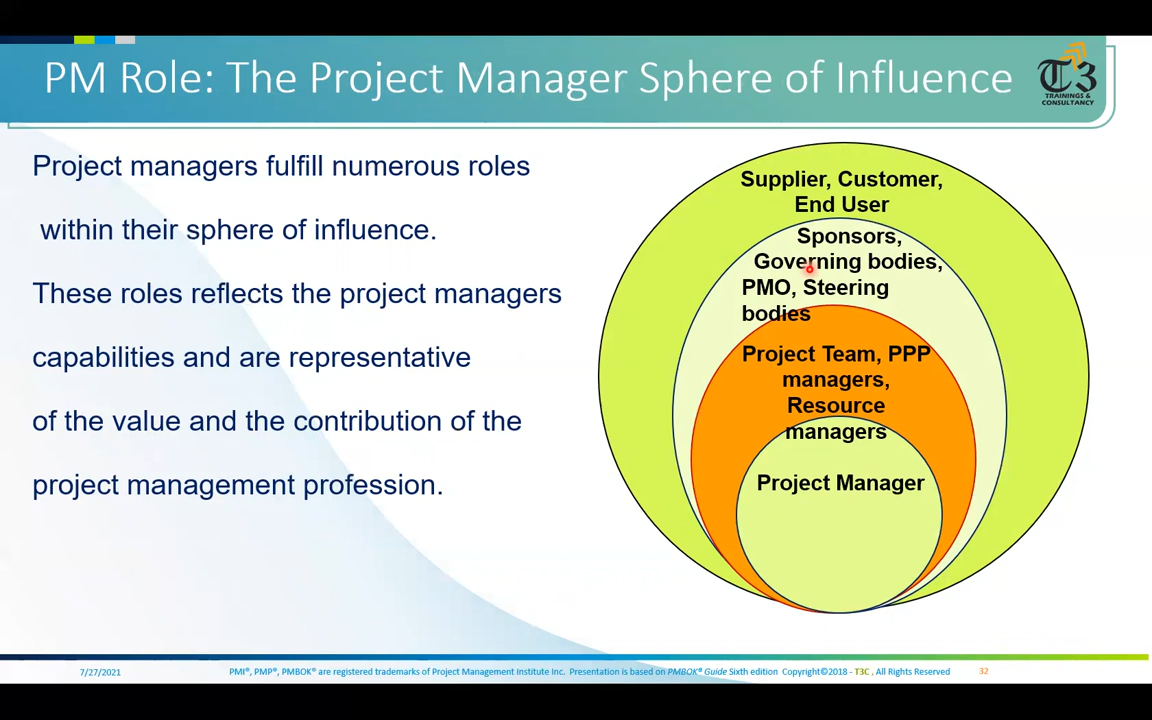 PM Role: The Project Manager Sphere of Influence
T3
TRAININGS &
CONSULTANCY
Project managers fulfill numerous roles
within their sphere of influence.
These roles reflects the project managers
capabilities and are representative
of the value and the contribution of the
project management profession.
Supplier, Customer,
End User
Sponsors,
Governing bodies,
PMO, Steering
bodies
Project Team, PPP
managers,
Resource
managers
Project Manager
7/27/2021
PMI®, PMP®, PMBOK® are registered trademarks of Project Management Institute Inc. Presentation is based on PMBOK® Guide Sixth edition Copyright©2018 - T3C , All Rights Reserved
32